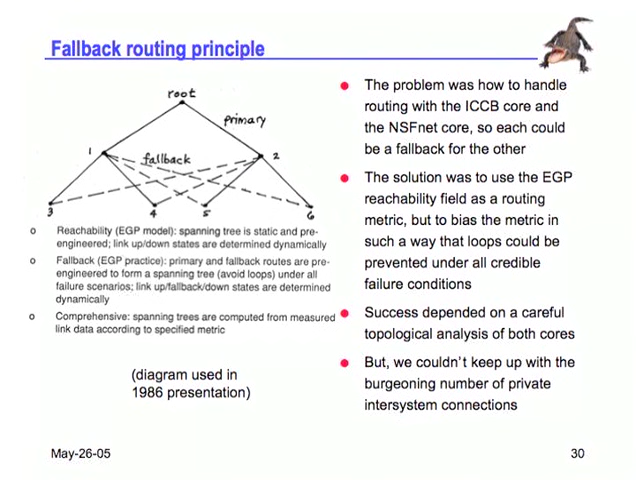 Fallback routing principle
root
primary
fallback
1
2
3
4
5
6
o Reachability (EGP model): spanning tree is static and pre-
engineered; link up/down states are determined dynamically
o Fallback (EGP practice): primary and fallback routes are pre-
engineered to form a spanning tree (avoid loops) under all
failure scenarios; link up/fallback/down states are determined
dynamically
o Comprehensive: spanning trees are computed from measured
link data according to specified metric
(diagram used in
1986 presentation)
The problem was how to handle
routing with the ICCB core and
the NSFnet core, so each could
be a fallback for the other
The solution was to use the EGP
reachability field as a routing
metric, but to bias the metric in
such a way that loops could be
prevented under all credible
failure conditions
Success depended on a careful
topological analysis of both cores
But, we couldn't keep up with the
burgeoning number of private
intersystem connections
May-26-05
30